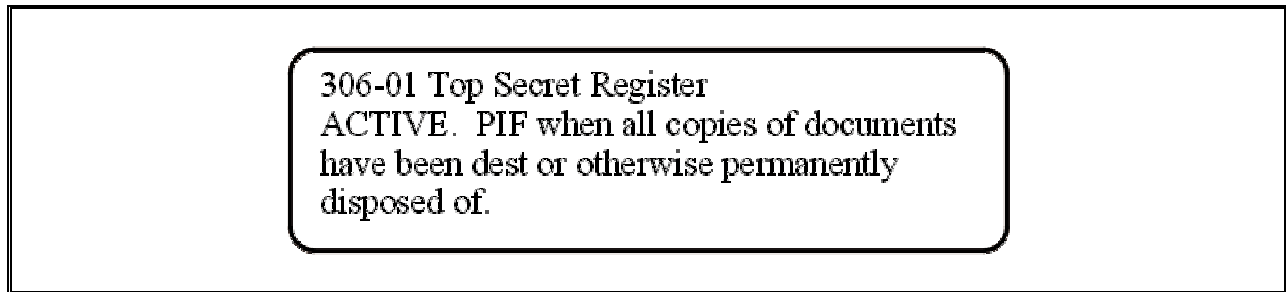 306-01 Top Secret Register
ACTIVE.  PIF when all copies of documents
have been dest or otherwise permanently
disposed of.